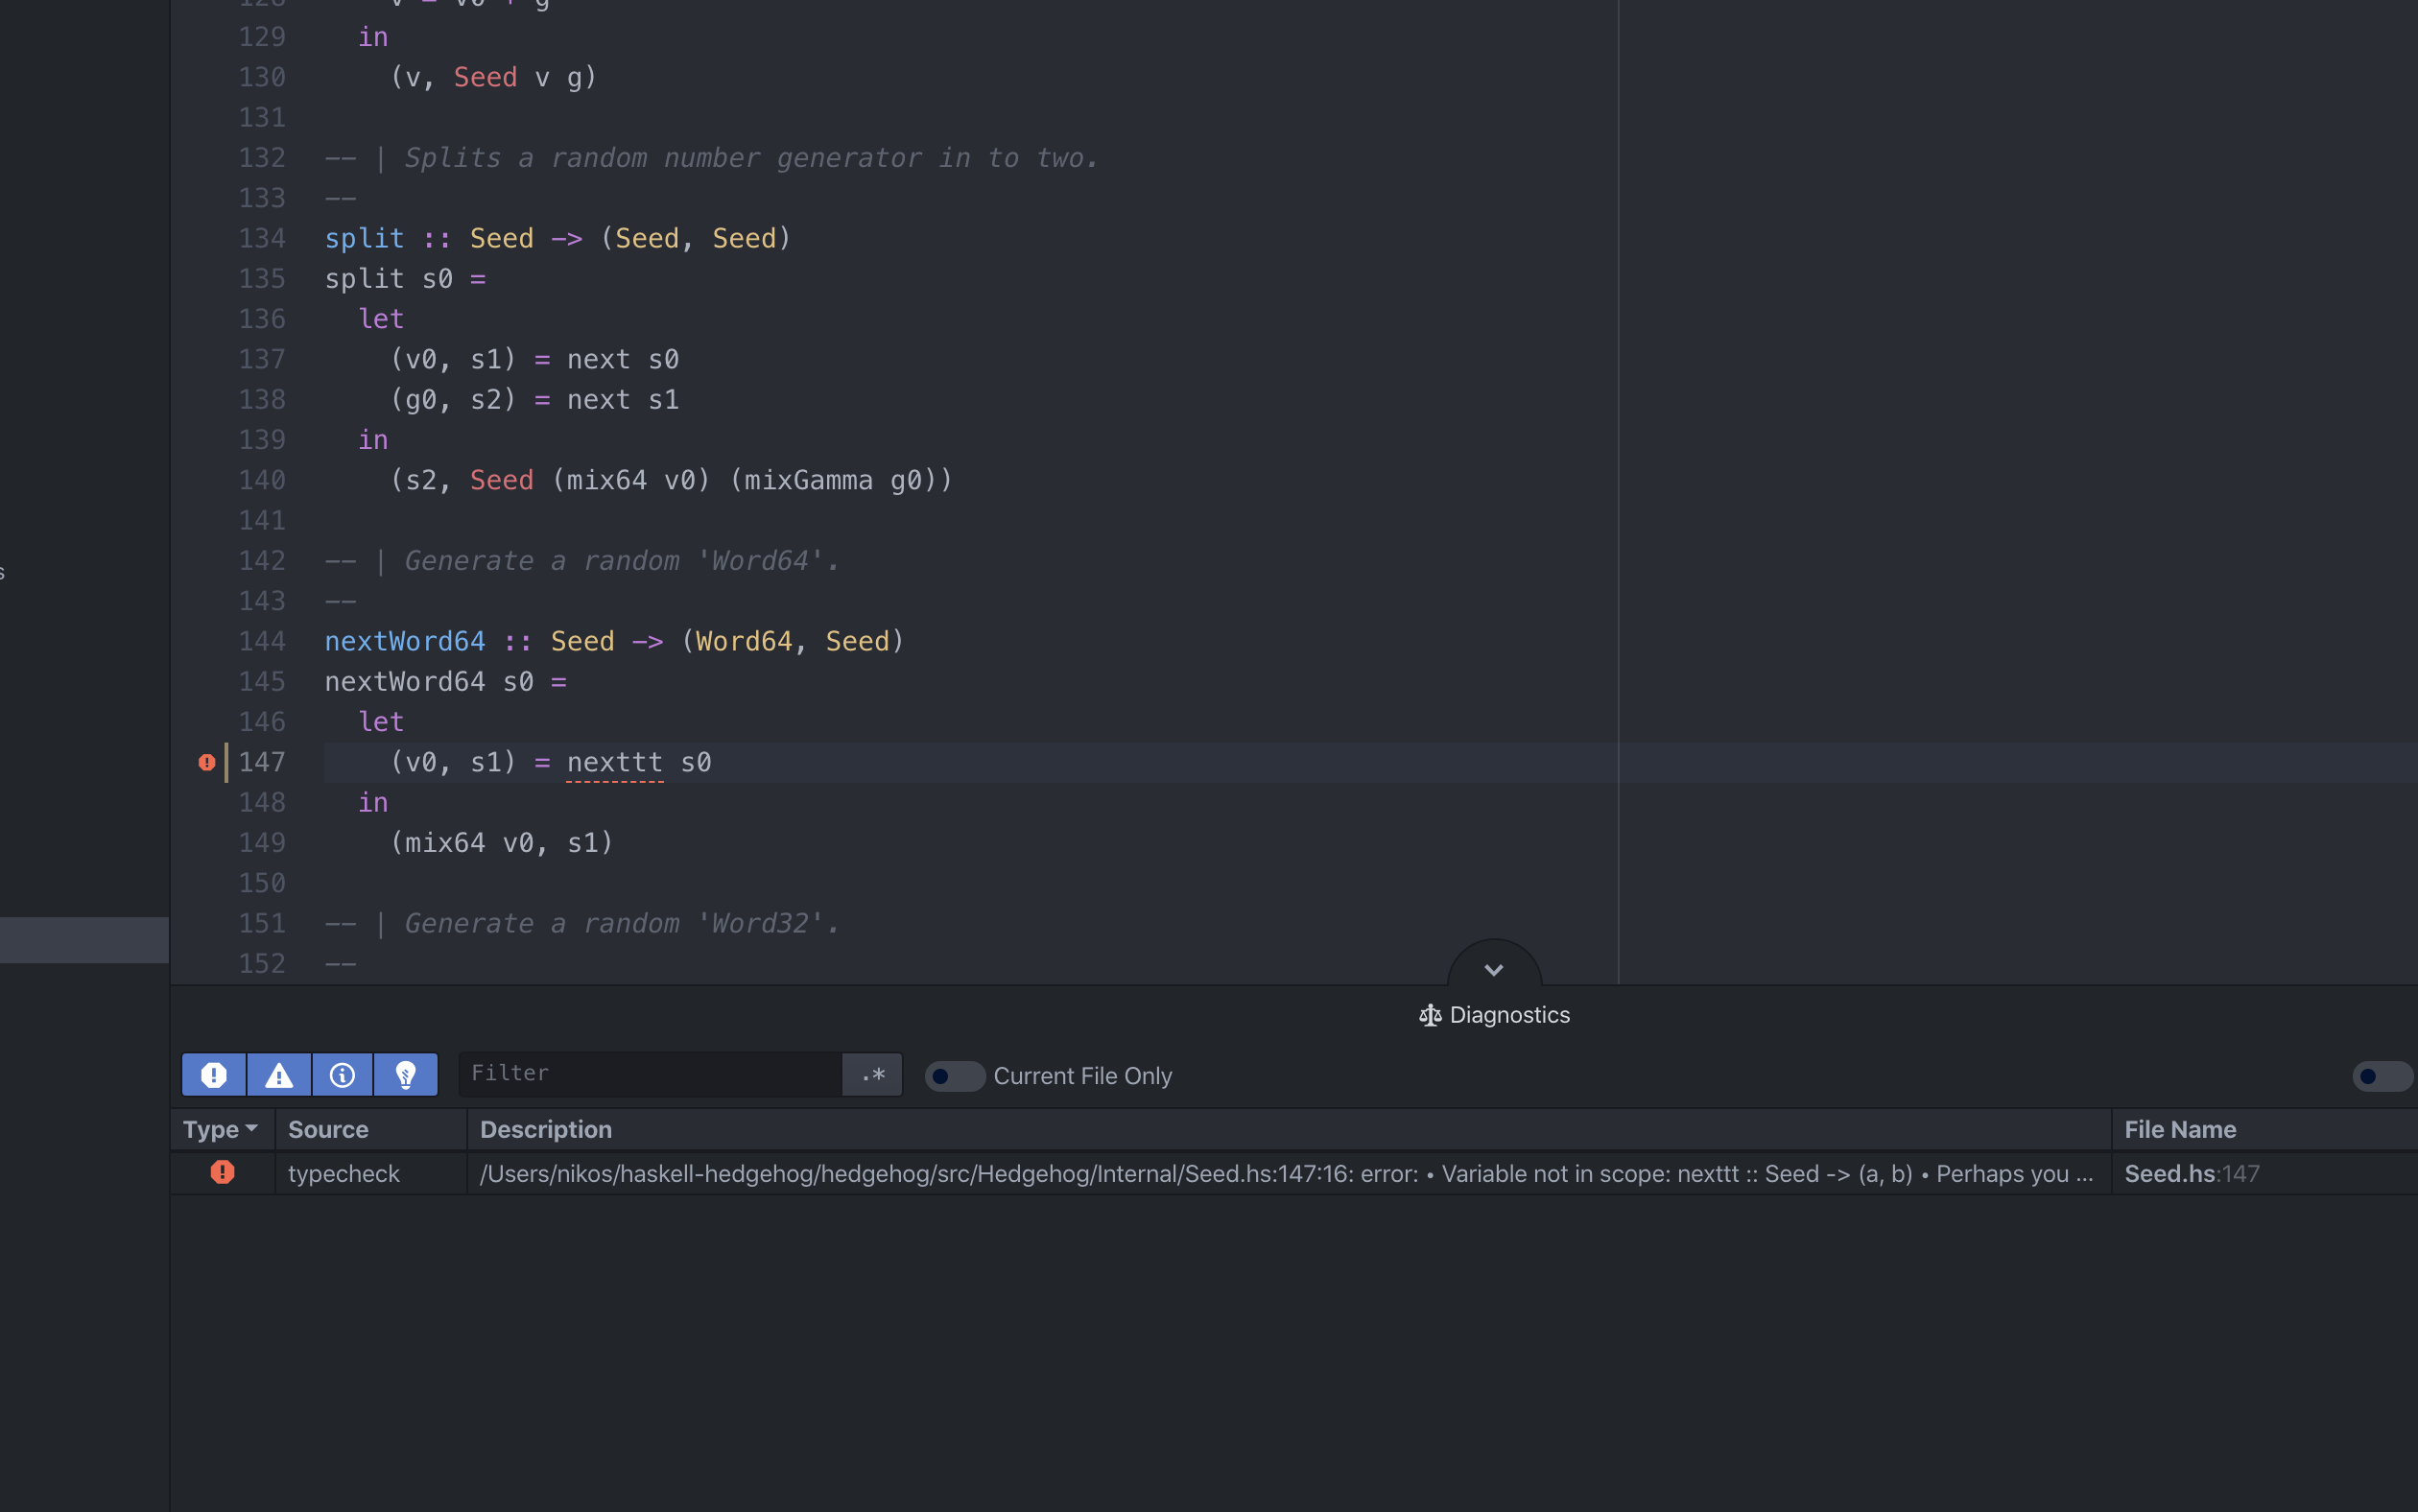 128     v = v0 + g
129   in
130     (v, Seed v g)
131
132 -- | Splits a random number generator in to two.
133 --
134 split :: Seed -> (Seed, Seed)
135 split s0 =
136   let
137     (v0, s1) = next s0
138     (g0, s2) = next s1
139   in
140     (s2, Seed (mix64 v0) (mixGamma g0))
141
142 -- | Generate a random 'Word64'.
143 --
144 nextWord64 :: Seed -> (Word64, Seed)
145 nextWord64 s0 =
146   let
147     (v0, s1) = nexttt s0
148   in
149     (mix64 v0, s1)
150
151 -- | Generate a random 'Word32'.
152 --
Diagnostics
Filter .* Current File Only
Type Source Description File Name
typecheck /Users/nikos/haskell-hedgehog/hedgehog/src/Hedgehog/Internal/Seed.hs:147:16: error: • Variable not in scope: nexttt :: Seed -> (a, b) • Perhaps you ... Seed.hs:147